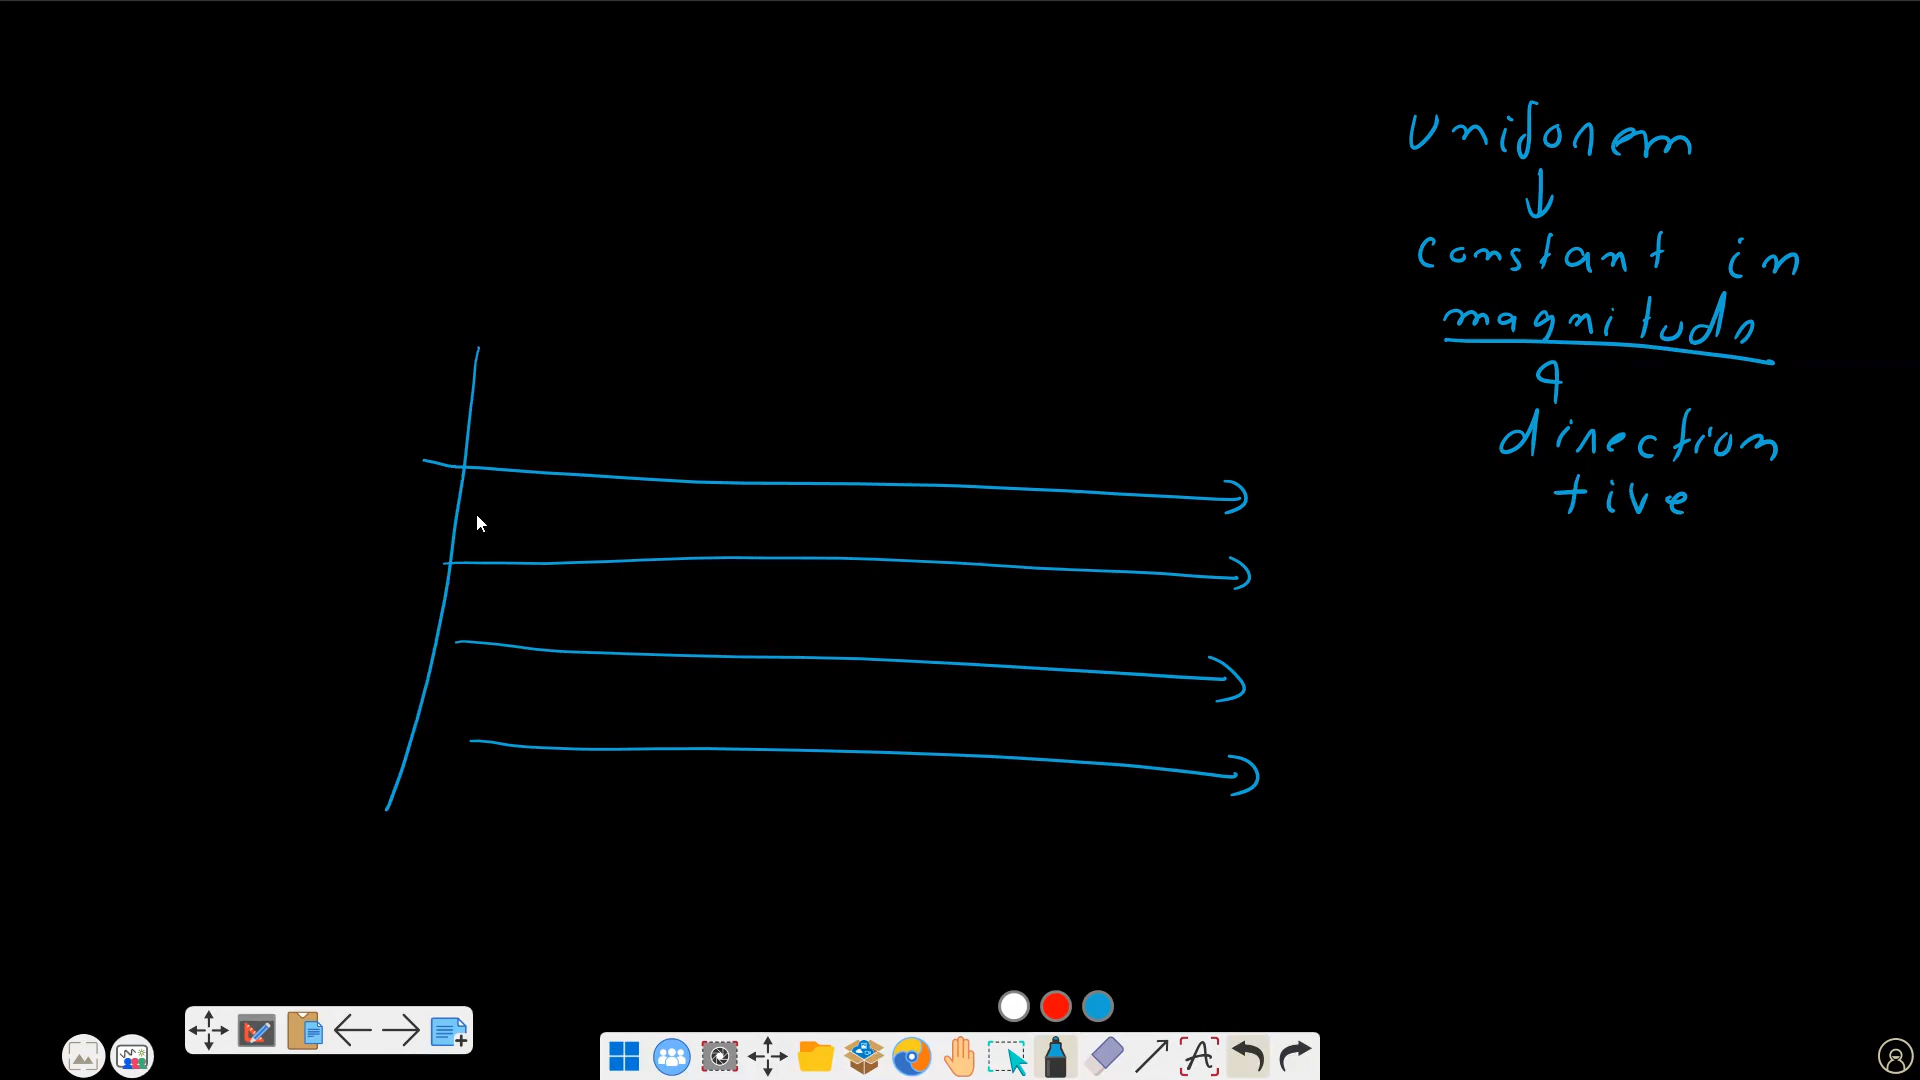 uniform
↓
constant in
magnitude
&
direction
tive